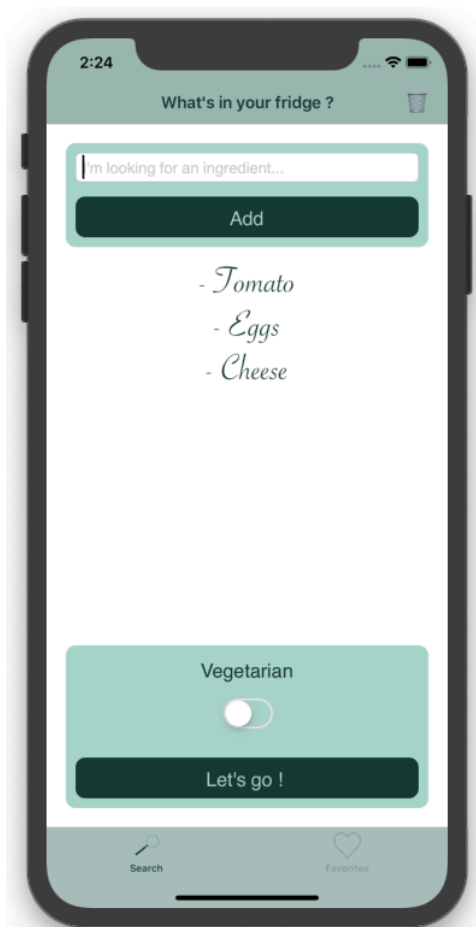 2:24
What's in your fridge ?
I'm looking for an ingredient...
Add
- Tomato
- Eggs
- Cheese
Vegetarian
Let's go !
Search
Favorites